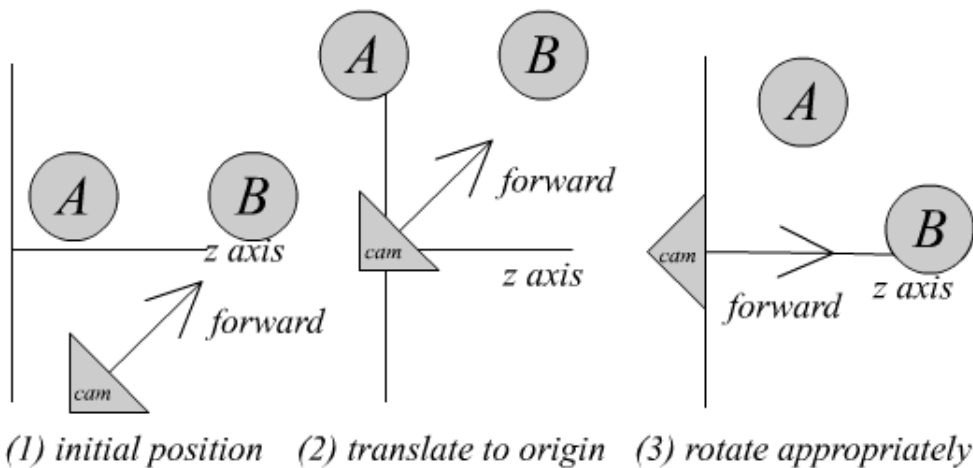 A
B
z axis
forward
cam
(1) initial position
A
B
forward
cam
z axis
(2) translate to origin
A
B
cam
forward
z axis
(3) rotate appropriately